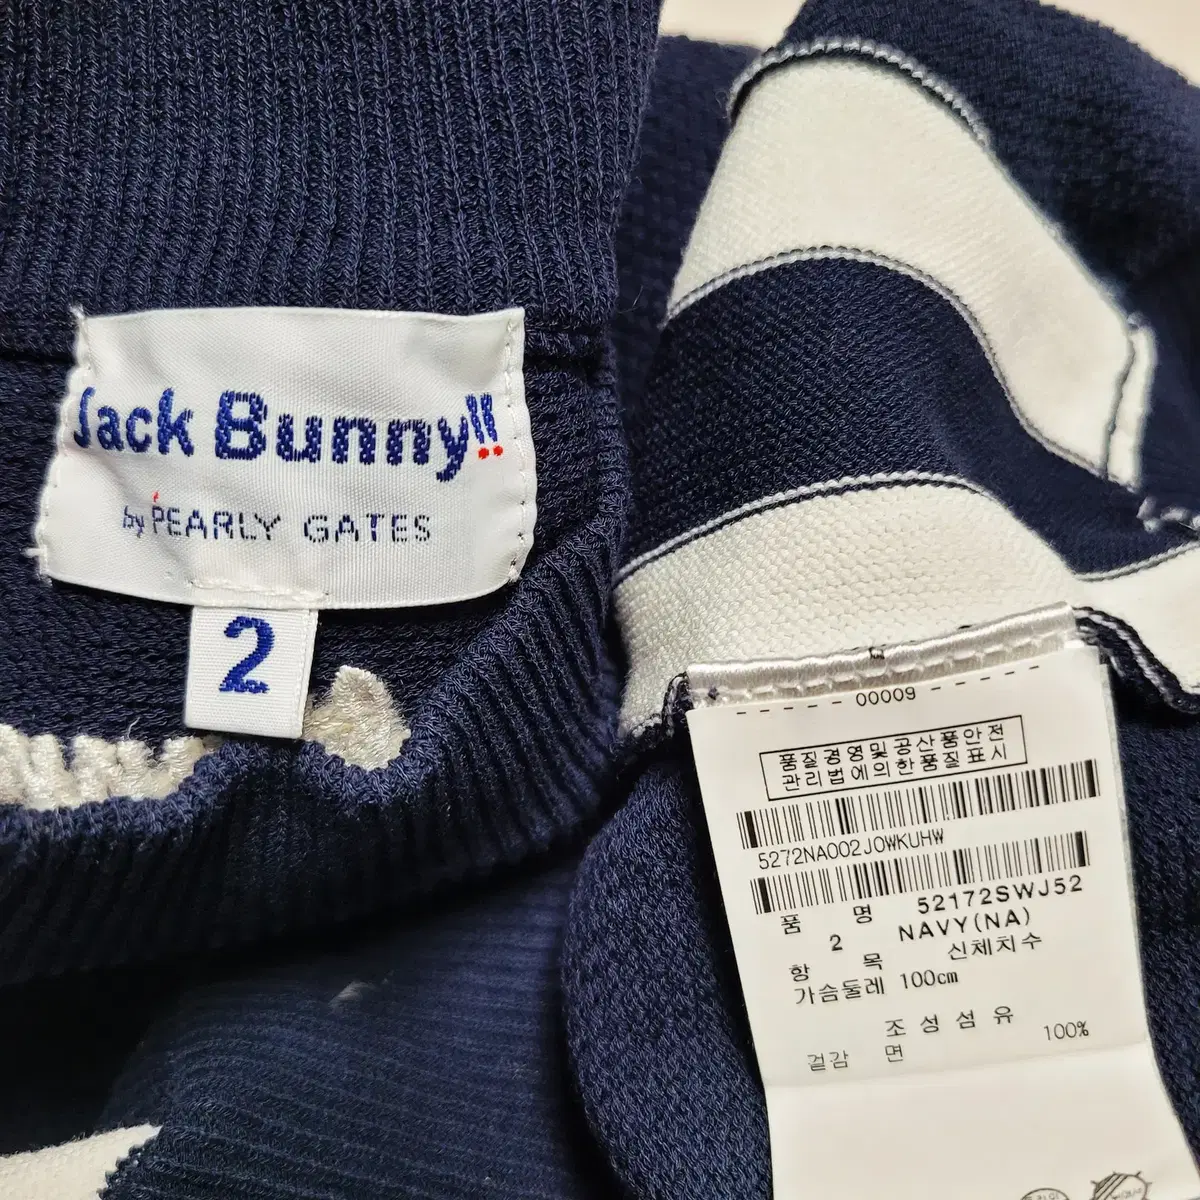 Jack Bunny!!
by PEARLY GATES
2
00009
품질경영및공산품안전
관리법에의한품질표시
5272NA002JOWKUHW
품 명 52172SWJ52
2 NAVY(NA)
항 목 신체치수
가슴둘레 100cm
조성섬유
겉감 면 100%